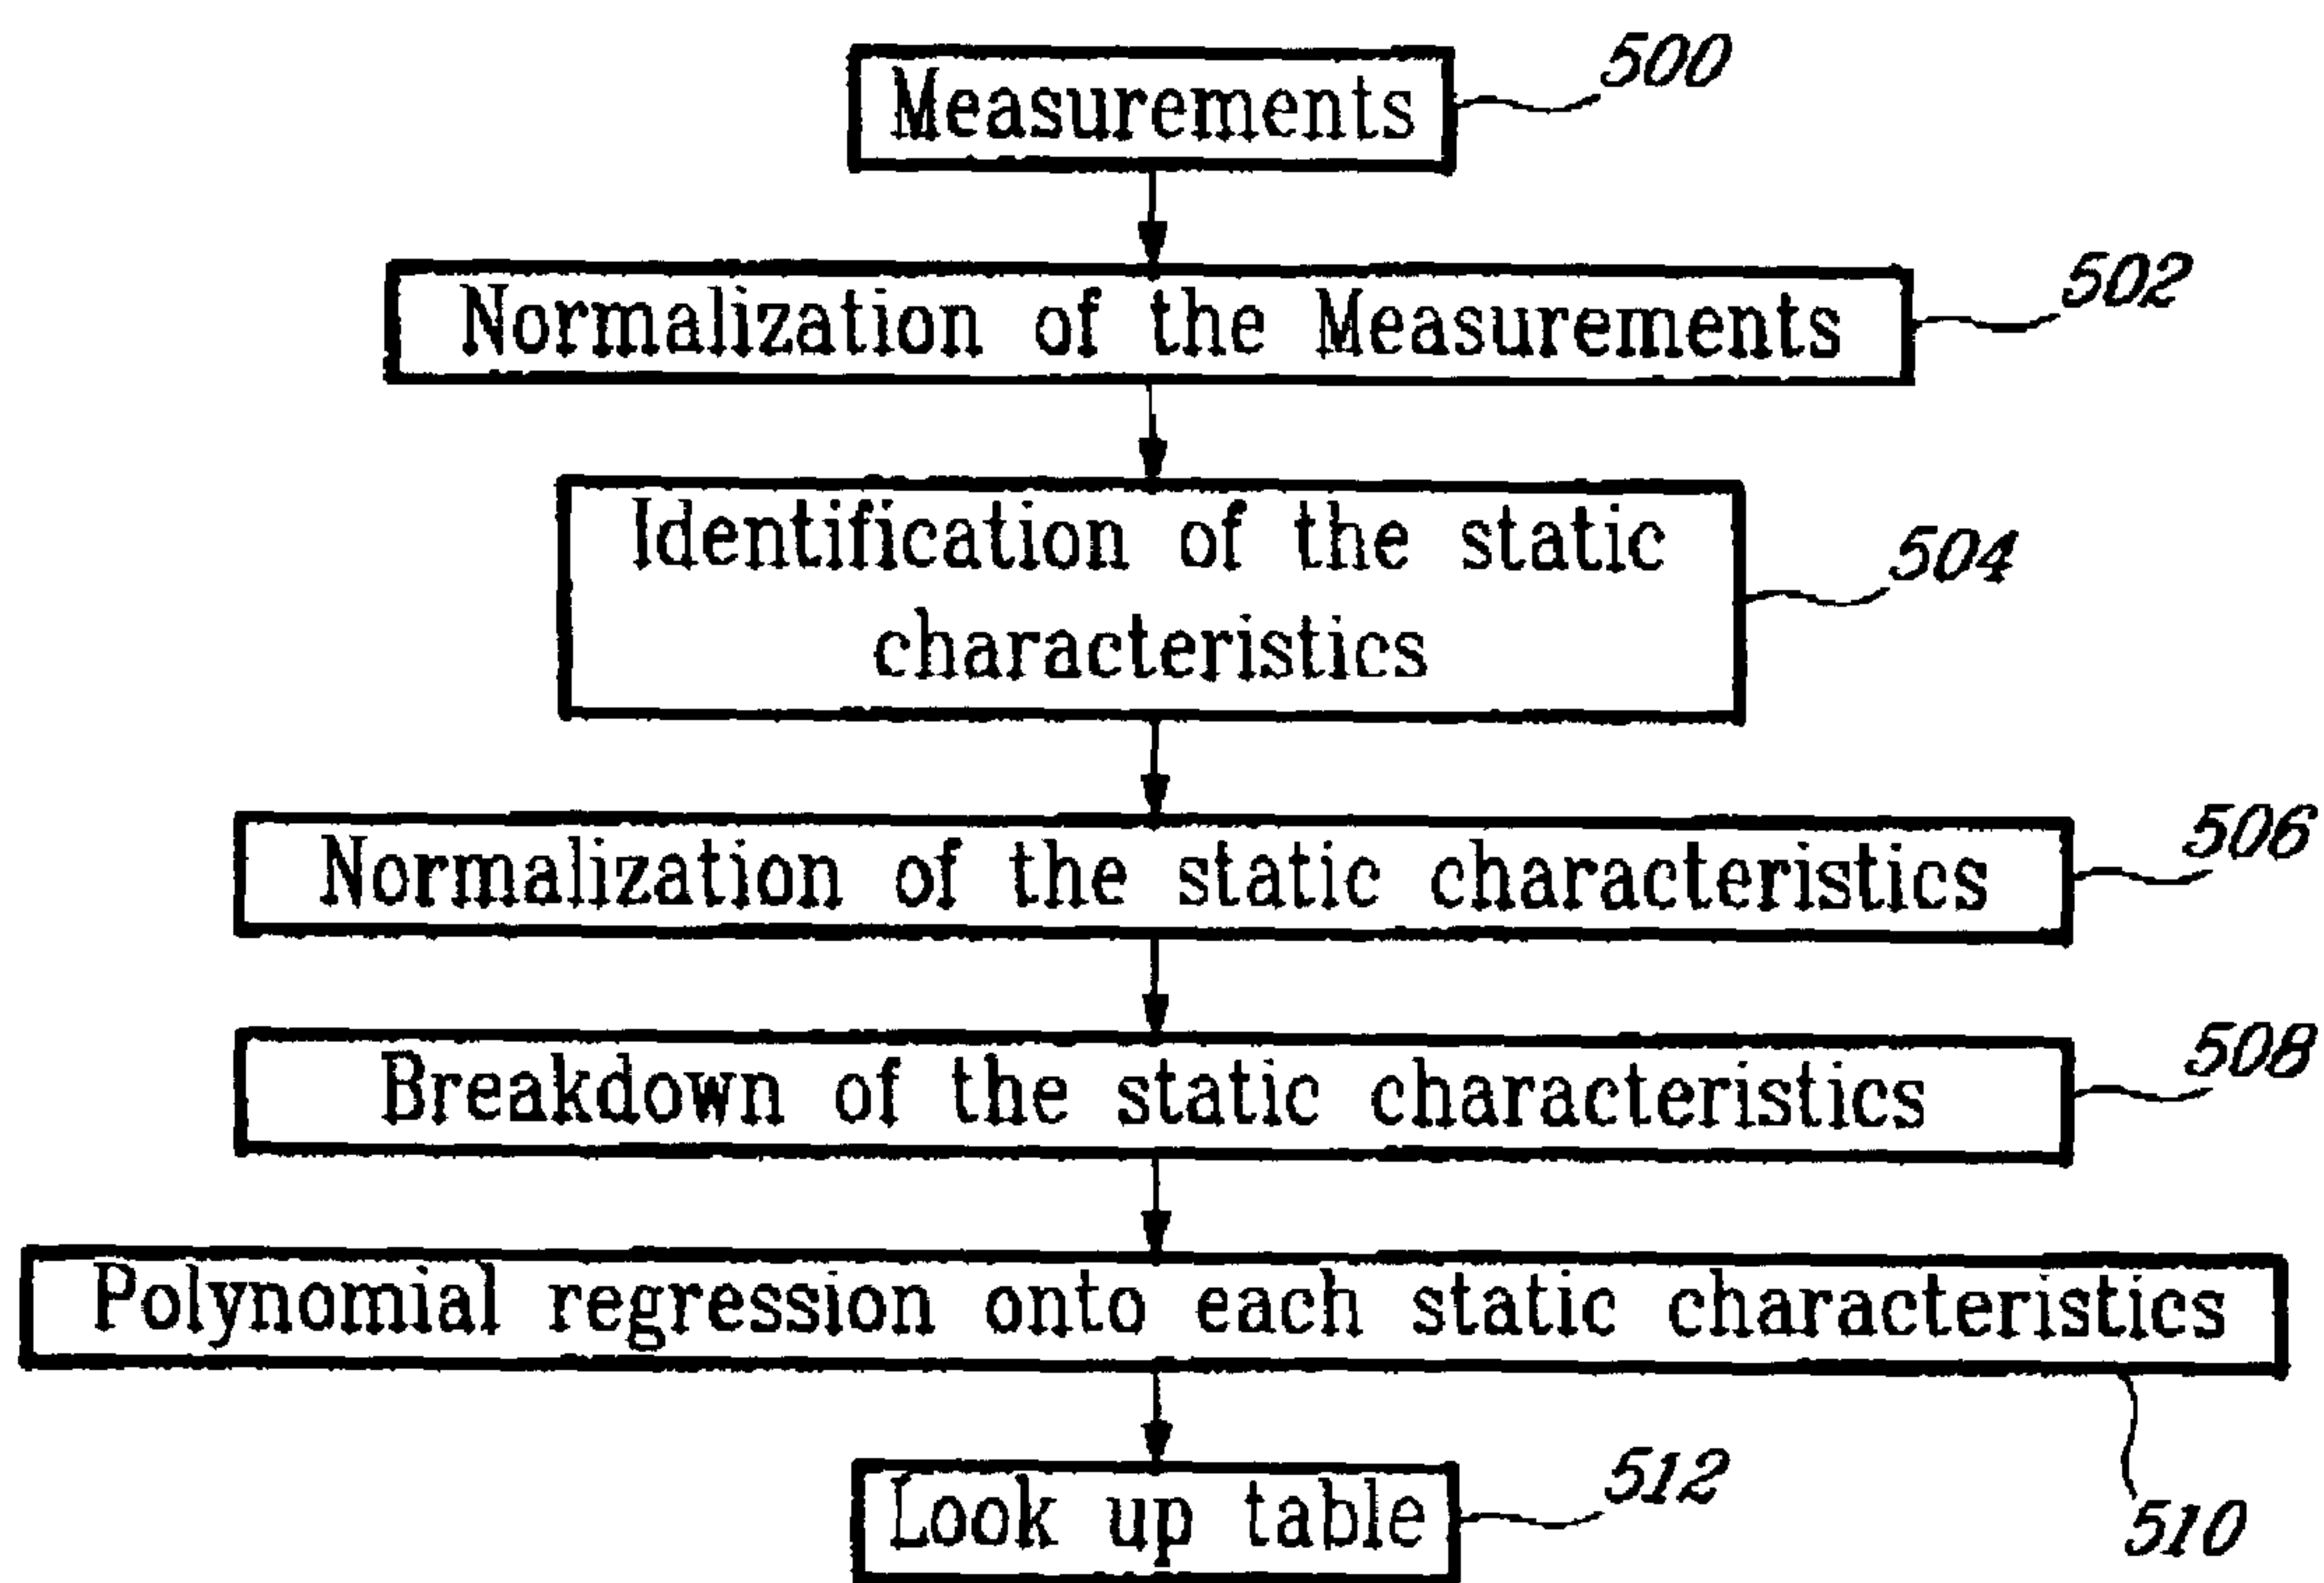 Measurements
500
Normalization of the Measurements
502
Identification of the static
characteristics
504
Normalization of the static characteristics
506
Breakdown of the static characteristics
508
Polynomial regression onto each static characteristics
510
Look up table
512